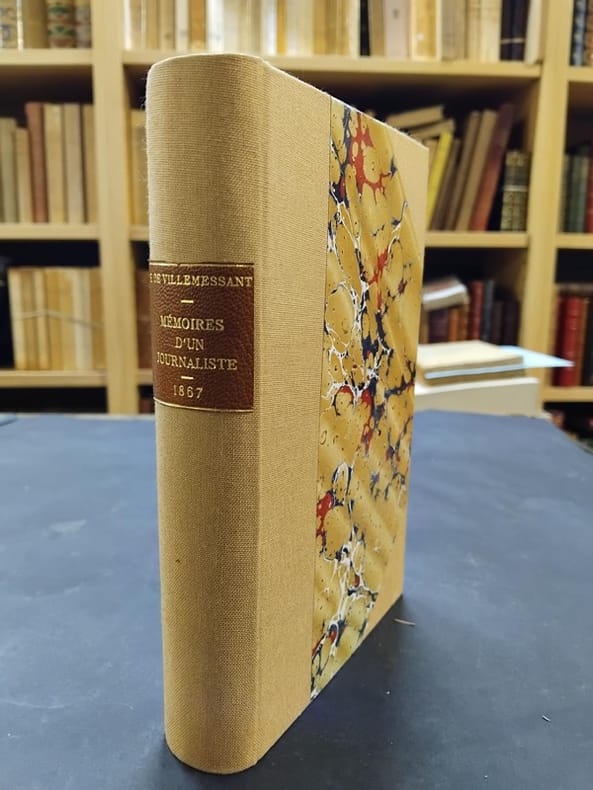 DE VILLEMESSANT
MÉMOIRES
D'UN
JOURNALISTE
1867